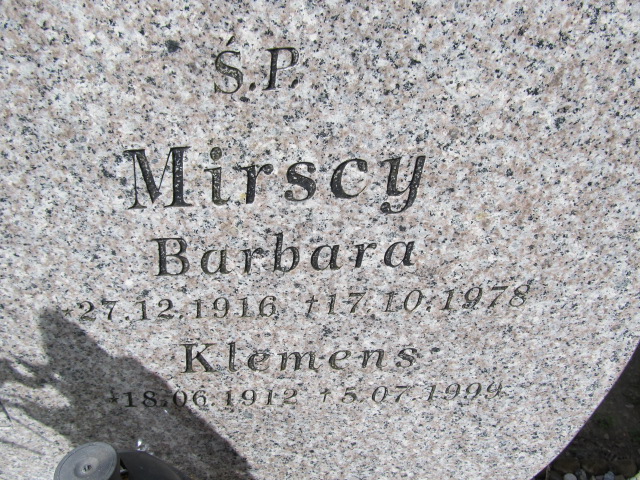 Ś.P.
Mirscy
Barbara
*27.12.1916 †17.10.1978
Klemens
*18.06.1912 †5.07.1999